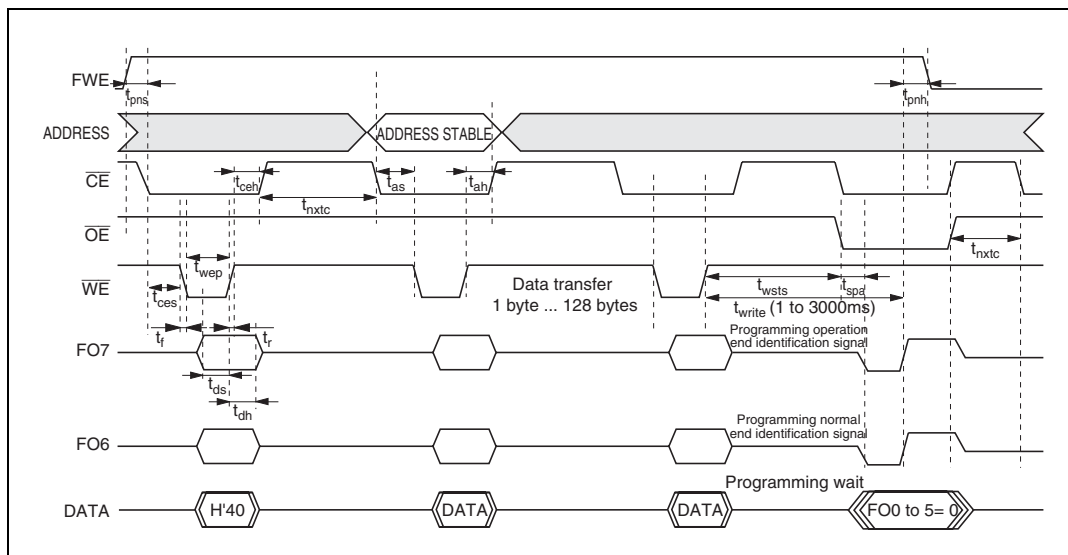 FWE
tpns
tpnh
ADDRESS
ADDRESS STABLE
CE
tceh
tnxtc
tas
tah
OE
tnxtc
twep
WE
tces
Data transfer
1 byte ... 128 bytes
twsts
tspa
twrite (1 to 3000ms)
tf
tr
Programming operation
end identification signal
FO7
tds
tdh
Programming normal
end identification signal
FO6
Programming wait
DATA
H'40
DATA
DATA
FO0 to 5= 0